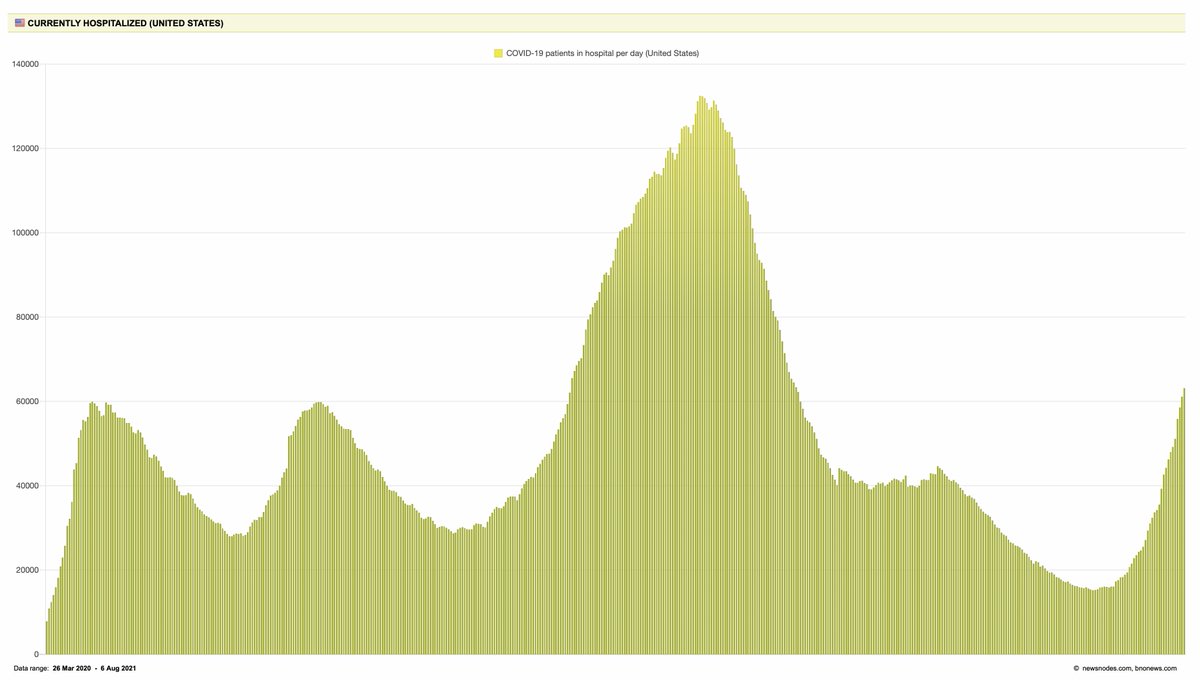 CURRENTLY HOSPITALIZED (UNITED STATES)
COVID-19 patients in hospital per day (United States)
140000
120000
100000
80000
60000
40000
20000
0
Data range: 26 Mar 2020 - 6 Aug 2021
© newsnodes.com, bnonews.com